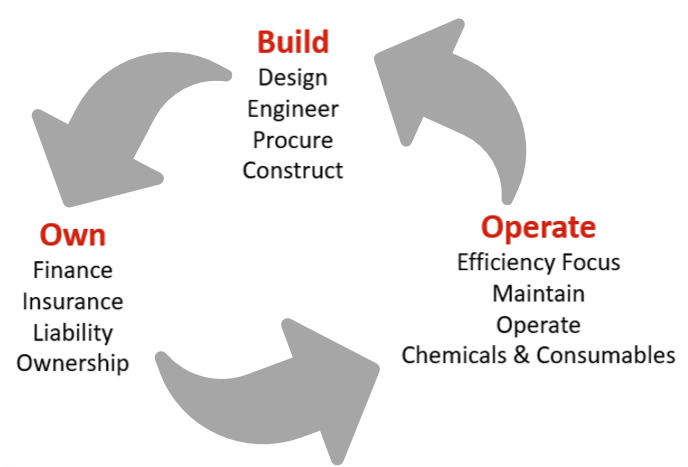 Build
Design
Engineer
Procure
Construct
Own
Finance
Insurance
Liability
Ownership
Operate
Efficiency Focus
Maintain
Operate
Chemicals & Consumables